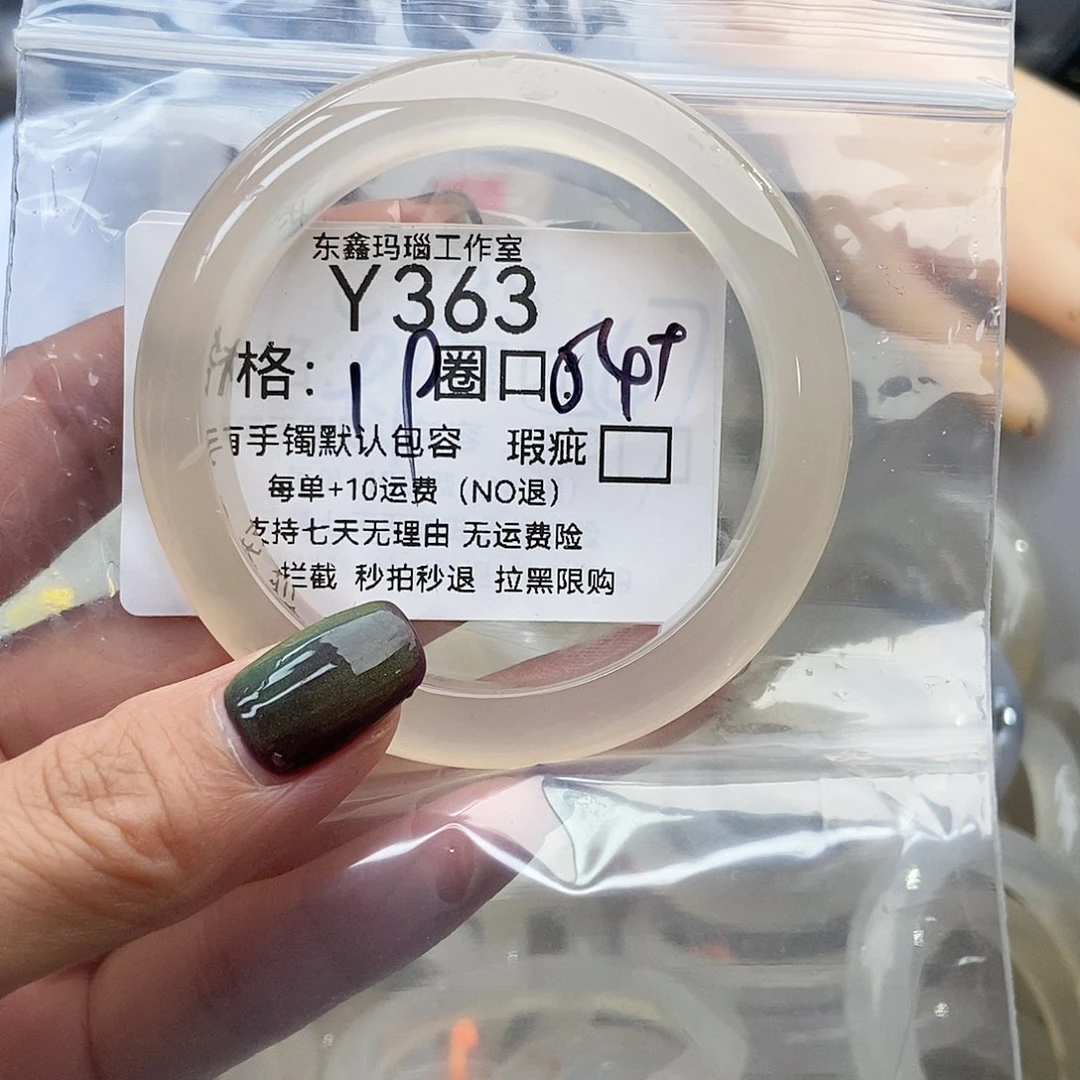 东鑫玛瑙工作室
Y363
格: 圈口
有手镯默认包容 瑕疵
每单+10运费（NO退）
支持七天无理由 无运费险
拦截 秒拍秒退 拉黑限购